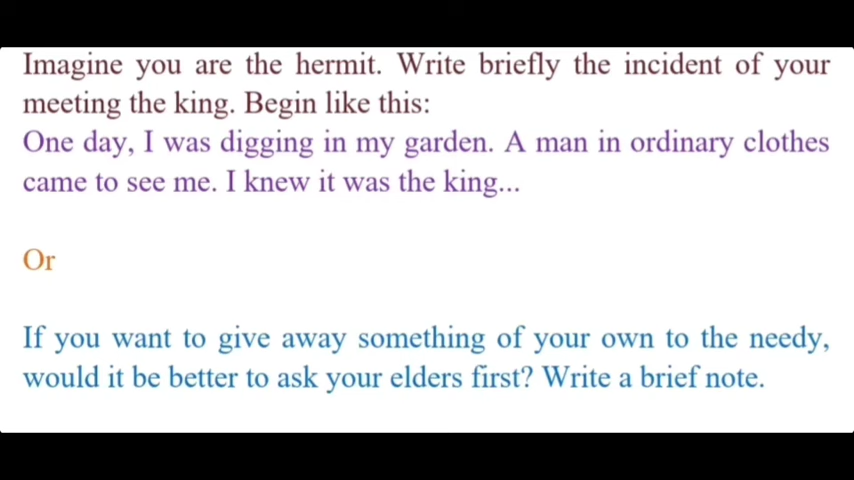 Imagine you are the hermit. Write briefly the incident of your
meeting the king. Begin like this:
One day, I was digging in my garden. A man in ordinary clothes
came to see me. I knew it was the king...
Or
If you want to give away something of your own to the needy,
would it be better to ask your elders first? Write a brief note.